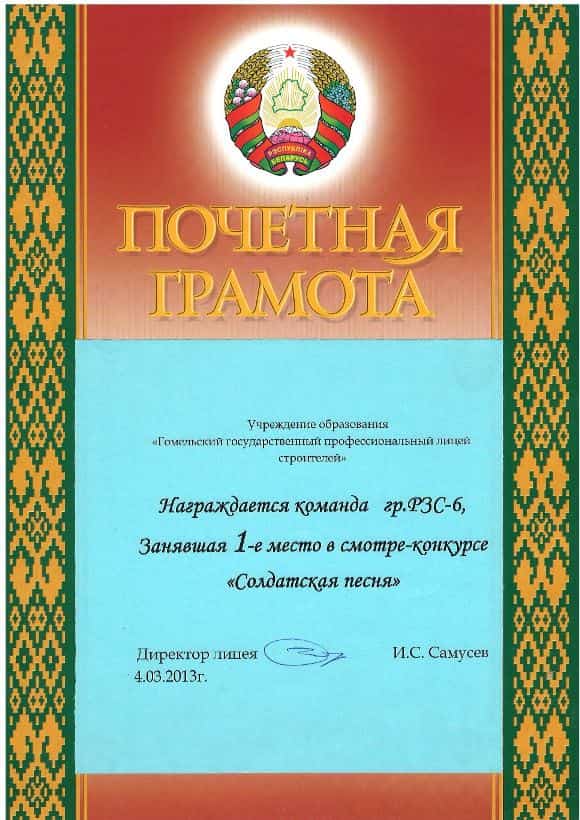 РЭСПУБЛІКА
БЕЛАРУСЬ
ПОЧЕТНАЯ
ГРАМОТА
Учреждение образования
«Гомельский государственный профессиональный лицей
строителей»
Награждается команда гр.РЗС-6,
Занявшая 1-е место в смотре-конкурсе
«Солдатская песня»
Директор лицея И.С. Самусев
4.03.2013г.